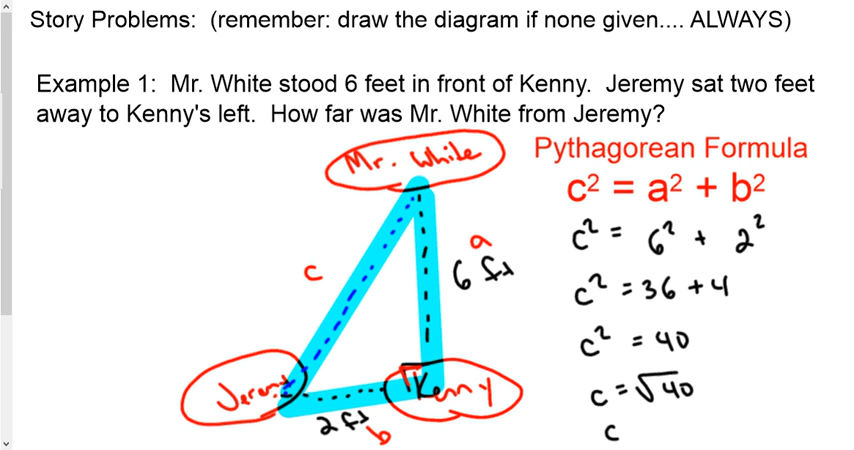 Story Problems: (remember: draw the diagram if none given.... ALWAYS)
Example 1: Mr. White stood 6 feet in front of Kenny. Jeremy sat two feet
away to Kenny's left. How far was Mr. White from Jeremy?
Mr. White
Pythagorean Formula
c² = a² + b²
c² = 6² + 2²
a
6 ft
c
c² = 36 + 4
c² = 40
Jeremy
Kenny
c = √40
2 ft
b
c